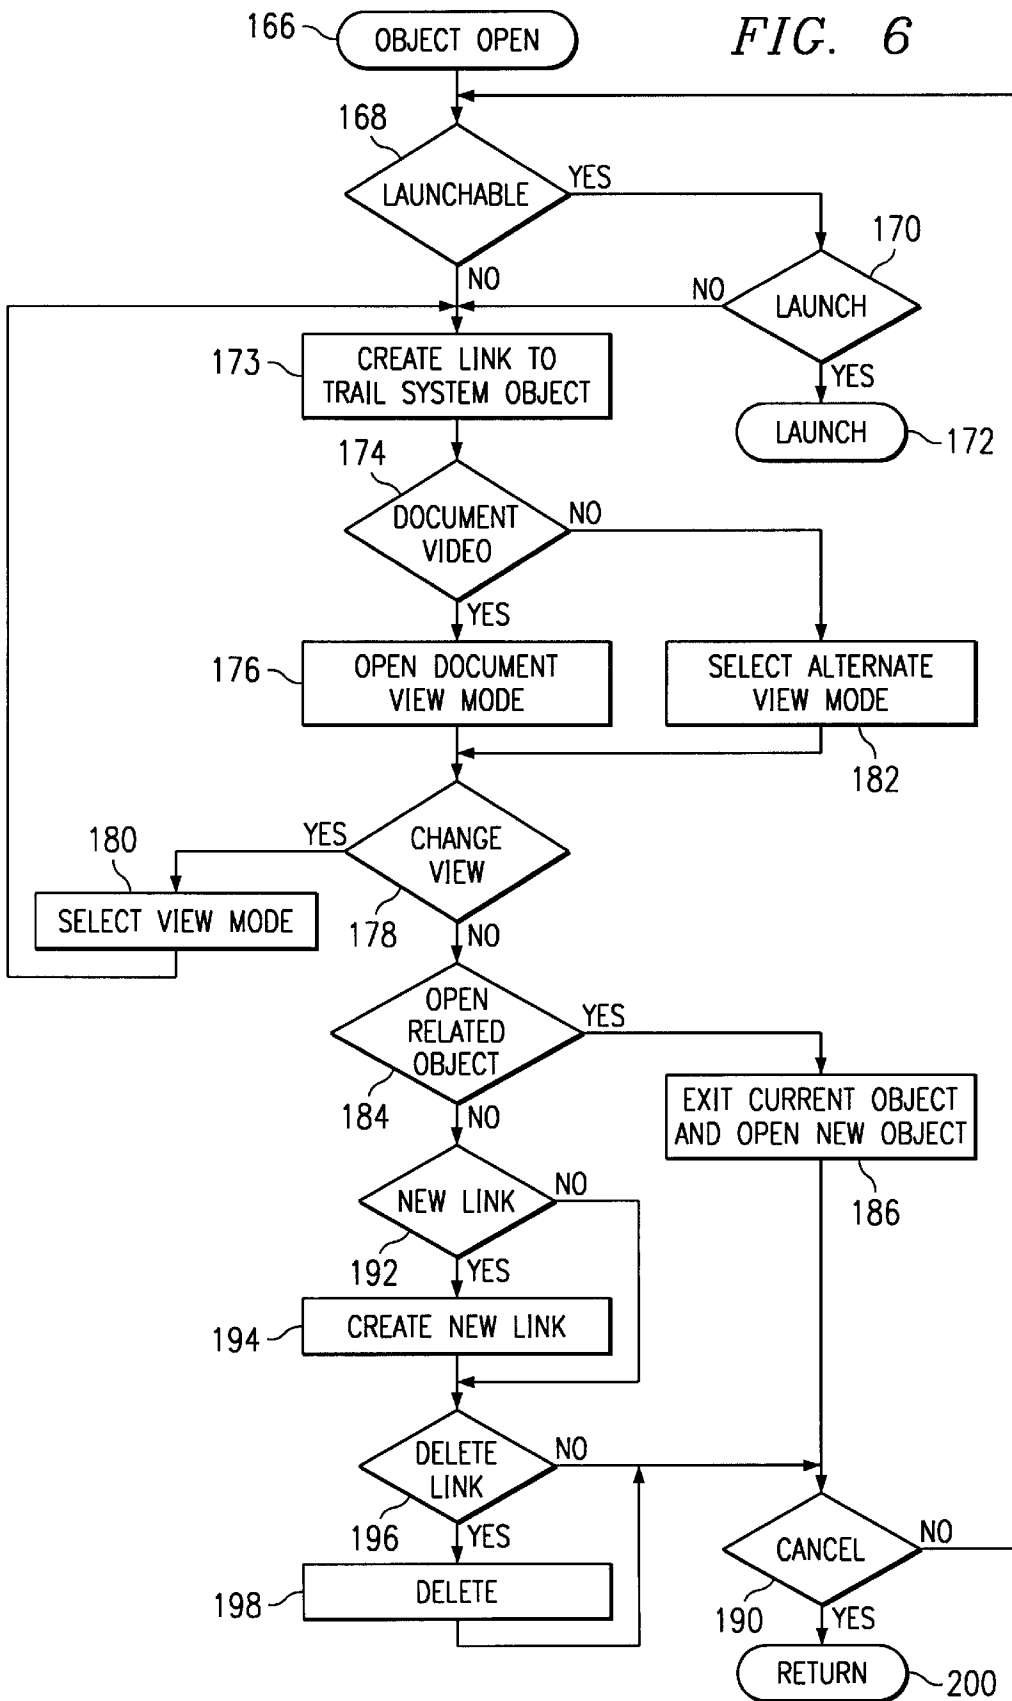 FIG. 6
166
OBJECT OPEN
168
LAUNCHABLE
YES
NO
170
LAUNCH
NO
YES
LAUNCH
172
173
CREATE LINK TO
TRAIL SYSTEM OBJECT
174
DOCUMENT
VIDEO
NO
YES
176
OPEN DOCUMENT
VIEW MODE
SELECT ALTERNATE
VIEW MODE
182
CHANGE
VIEW
YES
178
NO
180
SELECT VIEW MODE
OPEN
RELATED
OBJECT
YES
184
NO
EXIT CURRENT OBJECT
AND OPEN NEW OBJECT
186
NEW LINK
NO
192
YES
194
CREATE NEW LINK
DELETE
LINK
NO
196
YES
198
DELETE
CANCEL
NO
190
YES
RETURN
200